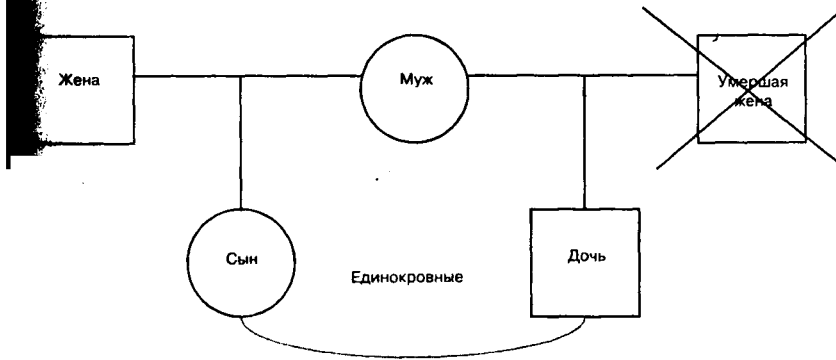 Жена
Муж
Умершая
жена
Сын
Единокровные
Дочь